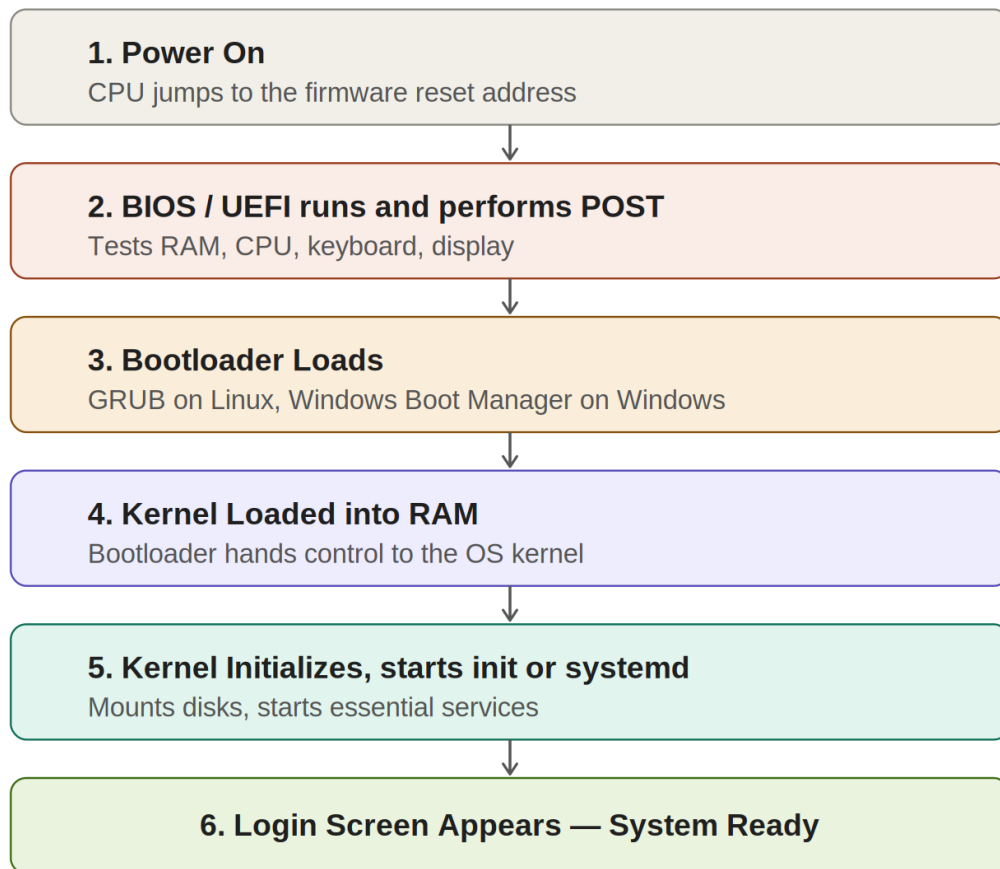 1. Power On
CPU jumps to the firmware reset address
2. BIOS / UEFI runs and performs POST
Tests RAM, CPU, keyboard, display
3. Bootloader Loads
GRUB on Linux, Windows Boot Manager on Windows
4. Kernel Loaded into RAM
Bootloader hands control to the OS kernel
5. Kernel Initializes, starts init or systemd
Mounts disks, starts essential services
6. Login Screen Appears — System Ready